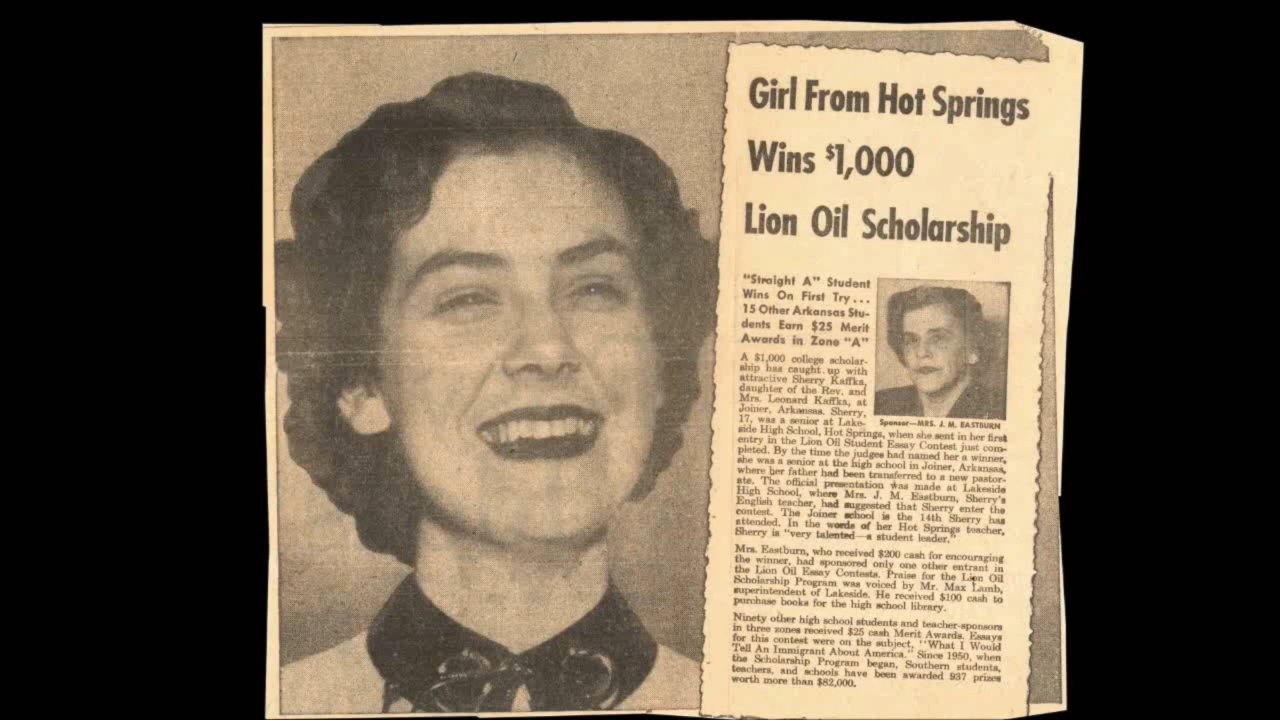 Girl From Hot Springs
Wins $1,000
Lion Oil Scholarship
"Straight A" Student
Wins On First Try...
15 Other Arkansas Stu-
dents Earn $25 Merit
Awards in Zone "A"
A $1,000 college scholar-
ship has caught up with
attractive Sherry Kaffka,
daughter of the Rev. and
Mrs. Leonard Kaffka, at
Joiner, Arkansas. Sherry,
17, was a senior at Lake-
Sponsor—MRS. J. M. EASTBURN
side High School, Hot Springs, when she sent in her first
entry in the Lion Oil Student Essay Contest just com-
pleted. By the time the judges had named her a winner,
she was a senior at the high school in Joiner, Arkansas,
where her father had been transferred to a new pastor-
ate. The official presentation was made at Lakeside
High School, where Mrs. J. M. Eastburn, Sherry's
English teacher, had suggested that Sherry enter the
contest. The Joiner school is the 14th Sherry has
attended. In the words of her Hot Springs teacher,
Sherry is "very talented—a student leader."
Mrs. Eastburn, who received $200 cash for encouraging
the winner, had sponsored only one other entrant in
the Lion Oil Essay Contests. Praise for the Lion Oil
Scholarship Program was voiced by Mr. Max Lamb,
superintendent of Lakeside. He received $100 cash to
purchase books for the high school library.
Ninety other high school students and teacher-sponsors
in three zones received $25 cash Merit Awards. Essays
for this contest were on the subject, "What I Would
Tell An Immigrant About America." Since 1950, when
the Scholarship Program began, Southern students,
teachers, and schools have been awarded 937 prizes
worth more than $82,000.